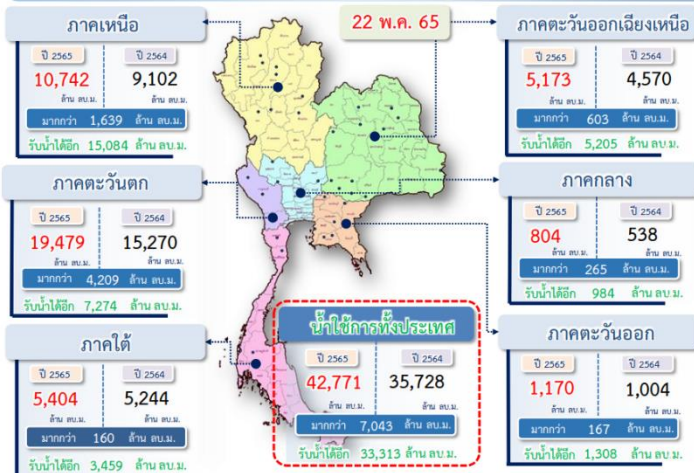 ภาคเหนือ
ปี 2565 ปี 2564
10,742 9,102
ล้าน ลบ.ม. ล้าน ลบ.ม.
มากกว่า 1,639 ล้าน ลบ.ม.
รับน้ำได้อีก 15,084 ล้าน ลบ.ม.
22 พ.ค. 65
ภาคตะวันออกเฉียงเหนือ
ปี 2565 ปี 2564
5,173 4,570
ล้าน ลบ.ม. ล้าน ลบ.ม.
มากกว่า 603 ล้าน ลบ.ม.
รับน้ำได้อีก 5,205 ล้าน ลบ.ม.
ภาคตะวันตก
ปี 2565 ปี 2564
19,479 15,270
ล้าน ลบ.ม. ล้าน ลบ.ม.
มากกว่า 4,209 ล้าน ลบ.ม.
รับน้ำได้อีก 7,274 ล้าน ลบ.ม.
ภาคกลาง
ปี 2565 ปี 2564
804 538
ล้าน ลบ.ม. ล้าน ลบ.ม.
มากกว่า 265 ล้าน ลบ.ม.
รับน้ำได้อีก 984 ล้าน ลบ.ม.
ภาคใต้
ปี 2565 ปี 2564
5,404 5,244
ล้าน ลบ.ม. ล้าน ลบ.ม.
มากกว่า 160 ล้าน ลบ.ม.
รับน้ำได้อีก 3,459 ล้าน ลบ.ม.
น้ำใช้การทั้งประเทศ
ปี 2565 ปี 2564
42,771 35,728
ล้าน ลบ.ม. ล้าน ลบ.ม.
มากกว่า 7,043 ล้าน ลบ.ม.
รับน้ำได้อีก 33,313 ล้าน ลบ.ม.
ภาคตะวันออก
ปี 2565 ปี 2564
1,170 1,004
ล้าน ลบ.ม. ล้าน ลบ.ม.
มากกว่า 167 ล้าน ลบ.ม.
รับน้ำได้อีก 1,308 ล้าน ลบ.ม.